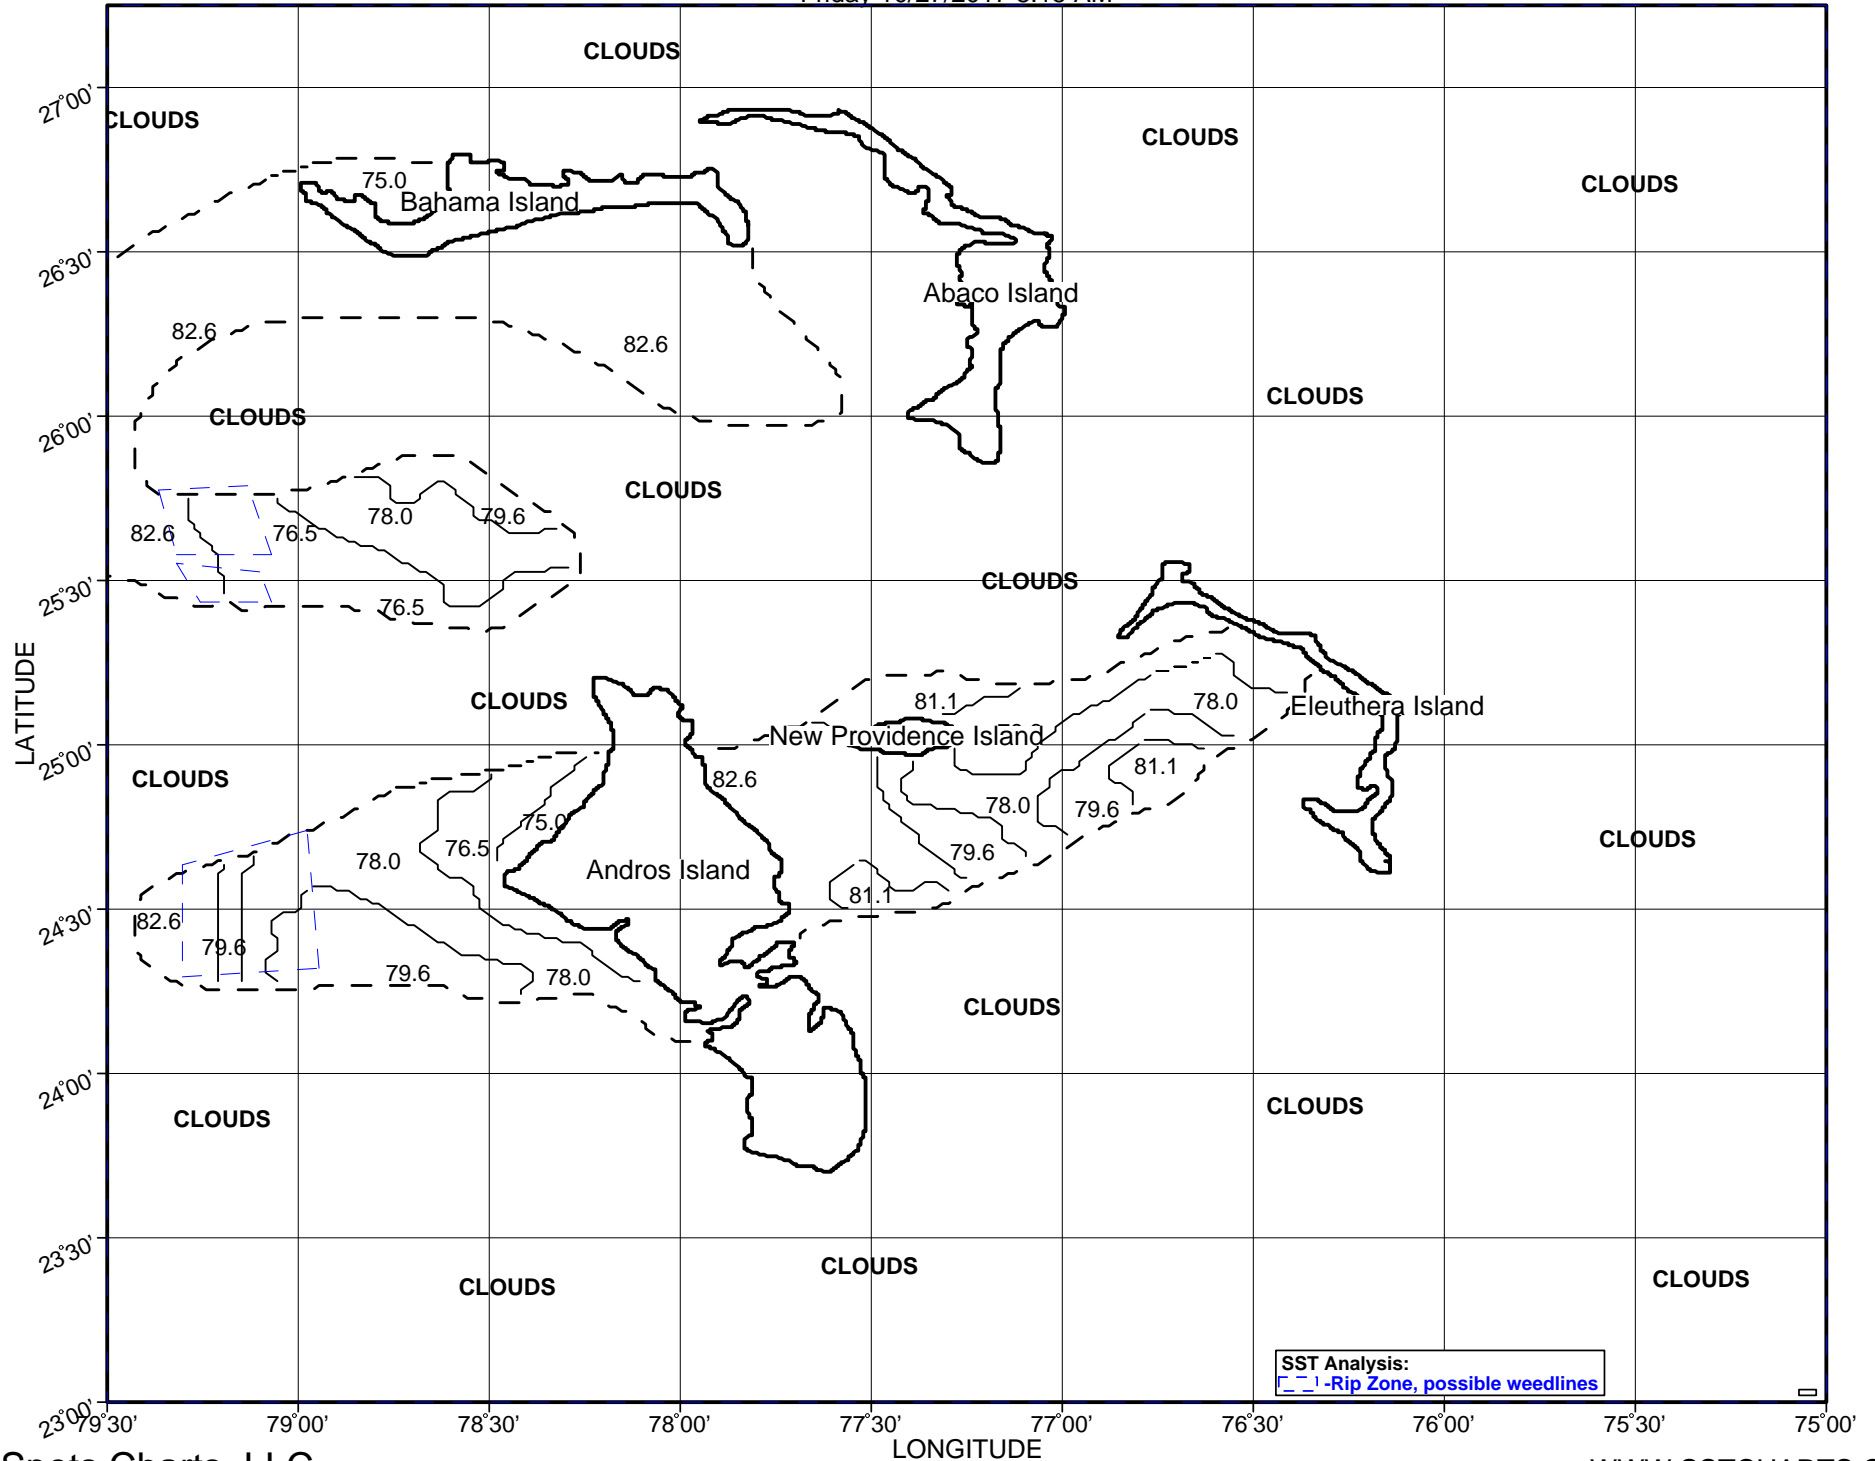 CLOUDS
27°00'
CLOUDS
CLOUDS
75.0
CLOUDS
Bahama Island
26°30'
Abaco Island
82.6
82.6
CLOUDS
26°00'
CLOUDS
CLOUDS
78.0
79.6
82.6
76.5
25°30'
CLOUDS
76.5
LATITUDE
CLOUDS
81.1
78.0
Eleuthera Island
New Providence Island
25°00'
CLOUDS
82.6
81.1
78.0
79.6
75.0
76.5
78.0
CLOUDS
79.6
Andros Island
81.1
24°30'
82.6
79.6
79.6
78.0
CLOUDS
24°00'
CLOUDS
CLOUDS
23°30'
CLOUDS
CLOUDS
CLOUDS
SST Analysis:
-Rip Zone, possible weedlines
23°00'
79°30'
79°00'
78°30'
78°00'
77°30'
77°00'
76°30'
76°00'
75°30'
75°00'
LONGITUDE